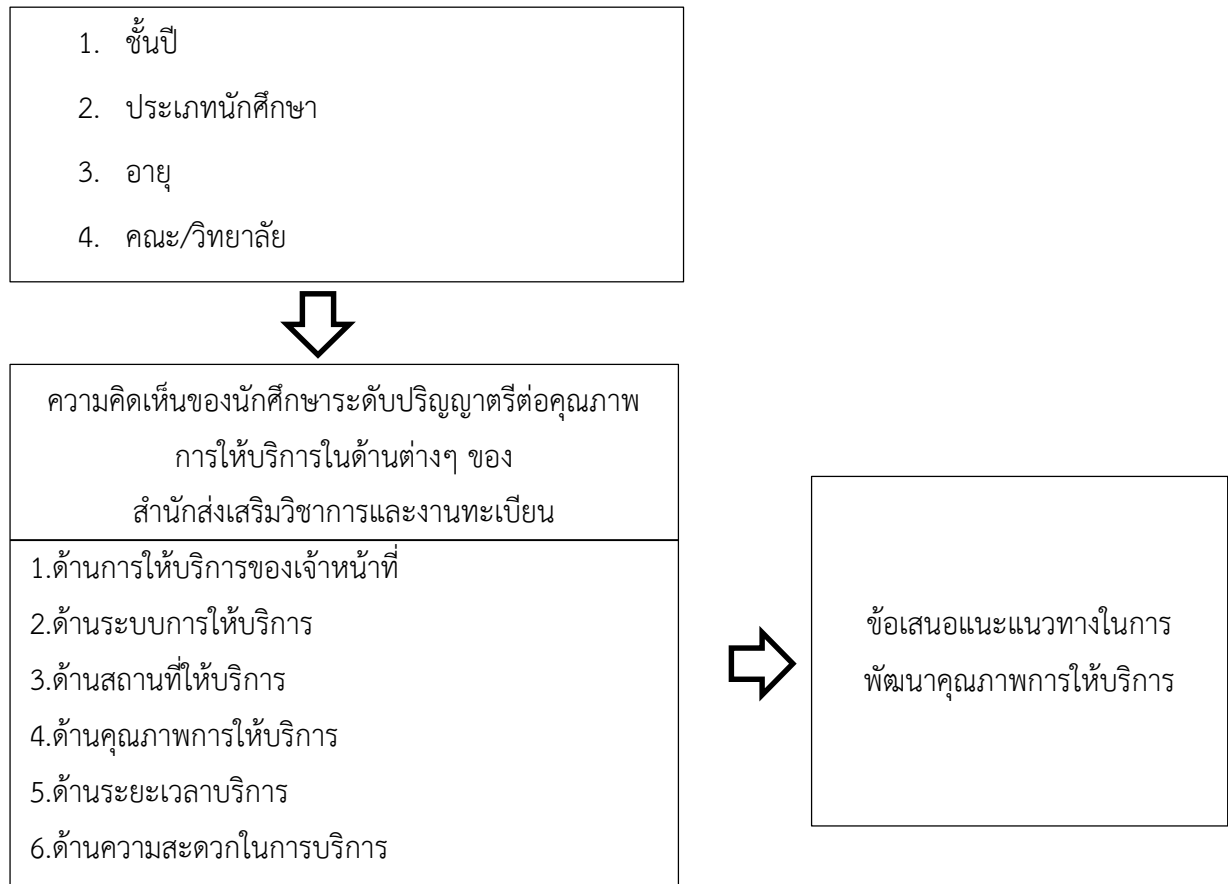 1. ชั้นปี
2. ประเภทนักศึกษา
3. อายุ
4. คณะ/วิทยาลัย
ความคิดเห็นของนักศึกษาระดับปริญญาตรีต่อคุณภาพ
การให้บริการในด้านต่างๆ ของ
สำนักส่งเสริมวิชาการและงานทะเบียน
1.ด้านการให้บริการของเจ้าหน้าที่
2.ด้านระบบการให้บริการ
3.ด้านสถานที่ให้บริการ
4.ด้านคุณภาพการให้บริการ
5.ด้านระยะเวลาบริการ
6.ด้านความสะดวกในการบริการ
ข้อเสนอแนะแนวทางในการ
พัฒนาคุณภาพการให้บริการ